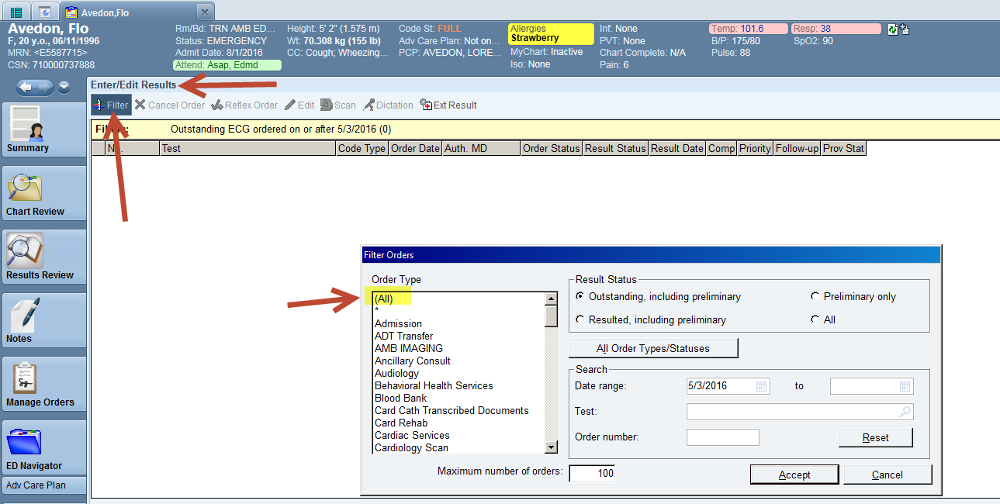 Avedon,Flo
Avedon, Flo
F, 20 y.o., 06/11/1996
MRN: <E5587715>
CSN: 710000737888
Rm/Bd: TRN AMB ED...
Status: EMERGENCY
Admit Date: 8/1/2016
Attend: Asap, Edmd
Height: 5' 2" (1.575 m)
Wt: 70.308 kg (155 lb)
CC: Cough; Wheezing...
Code St: FULL
Adv Care Plan: Not on...
PCP: AVEDON, LORE...
Allergies
Strawberry
MyChart: Inactive
Iso: None
Inf: None
PVT: None
Chart Complete: N/A
Pain: 6
Temp: 101.6
B/P: 175/80
Pulse: 88
Resp: 38
SpO2: 90
Summary
Chart Review
Results Review
Notes
Manage Orders
ED Navigator
Adv Care Plan
Enter/Edit Results
Filter Cancel Order Reflex Order Edit Scan Dictation Ext Result
Outstanding ECG ordered on or after 5/3/2016 (0)
Test Code Type Order Date Auth. MD Order Status Result Status Result Date Comp Priority Follow-up Prov Stat
Filter Orders
Order Type
(All)
*
Admission
ADT Transfer
AMB IMAGING
Ancillary Consult
Audiology
Behavioral Health Services
Blood Bank
Card Cath Transcribed Documents
Card Rehab
Cardiac Services
Cardiology Scan
Maximum number of orders: 100
Result Status
Outstanding, including preliminary Preliminary only
Resulted, including preliminary All
All Order Types/Statuses
Search
Date range: 5/3/2016 to
Test:
Order number: Reset
Accept Cancel